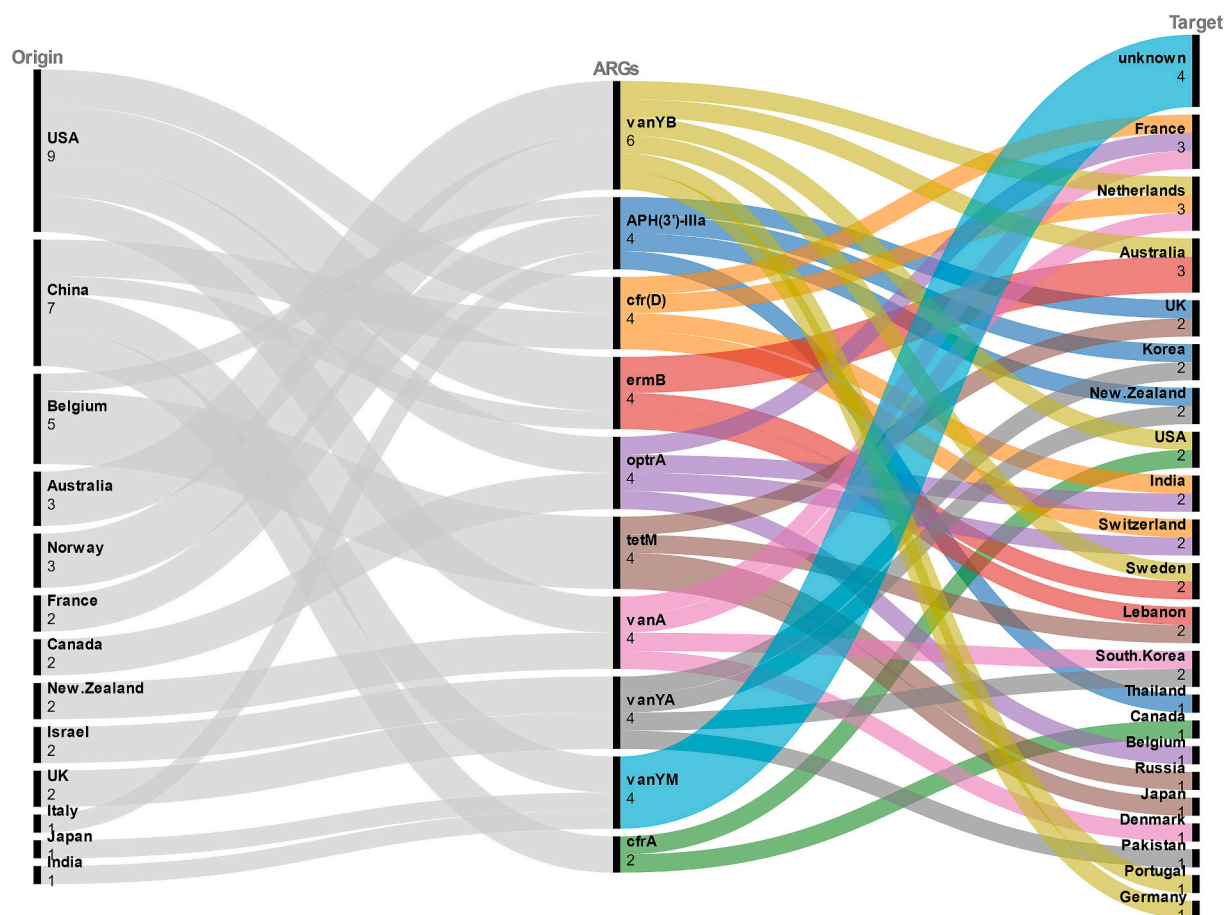 Origin
USA
9
China
7
Belgium
5
Australia
3
Norway
3
France
2
Canada
2
New.Zealand
2
Israel
2
UK
2
Italy
1
Japan
1
India
1
ARGs
vanYB
6
APH(3')-IIIa
4
cfr(D)
4
ermB
4
optrA
4
tetM
4
vanA
4
vanYA
4
vanYM
4
cfrA
2
Target
unknown
4
France
3
Netherlands
3
Australia
3
UK
2
Korea
2
New.Zealand
2
USA
2
India
2
Switzerland
2
Sweden
2
Lebanon
2
South.Korea
2
Thailand
1
Canada
1
Belgium
1
Russia
1
Japan
1
Denmark
1
Pakistan
1
Portugal
1
Germany
1